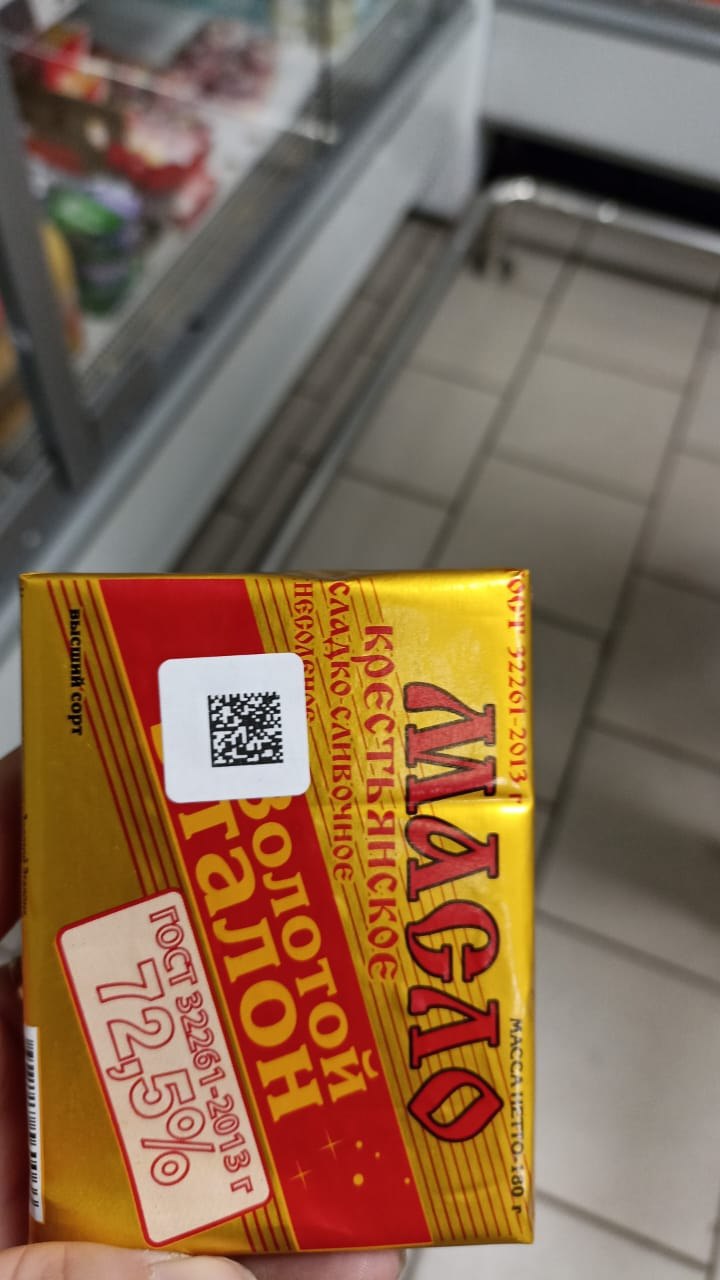 ГОСТ 32261-2013 г
МАССА НЕТТО: 180 г
МАСЛО
крестьянское
сладко-сливочное
несоленое
Золотой
Эталон
ГОСТ 32261-2013 г
72,5%
высший сорт